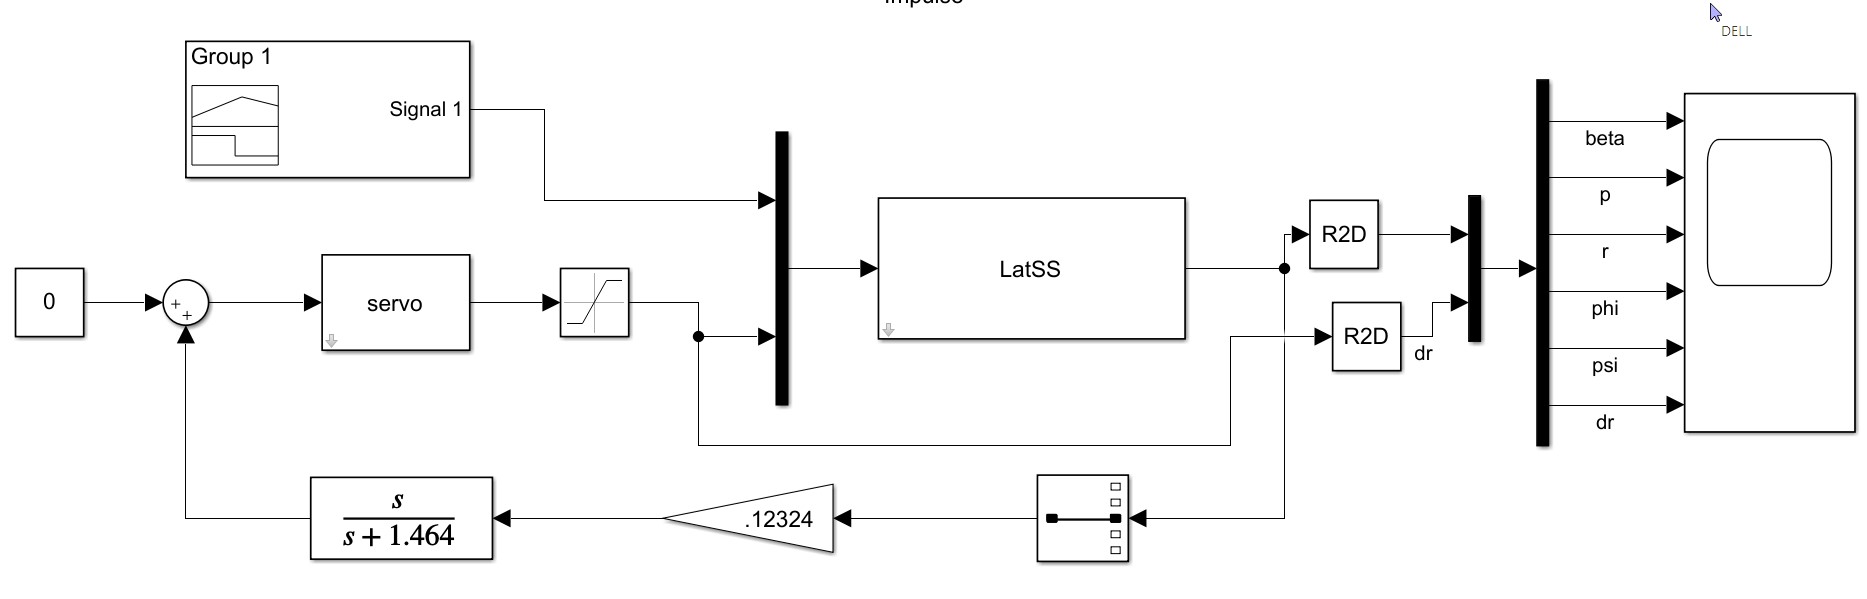 Impulse
DELL
Group 1
Signal 1
0
+
+
servo
LatSS
R2D
R2D
dr
beta
p
r
phi
psi
dr
s
s + 1.464
.12324